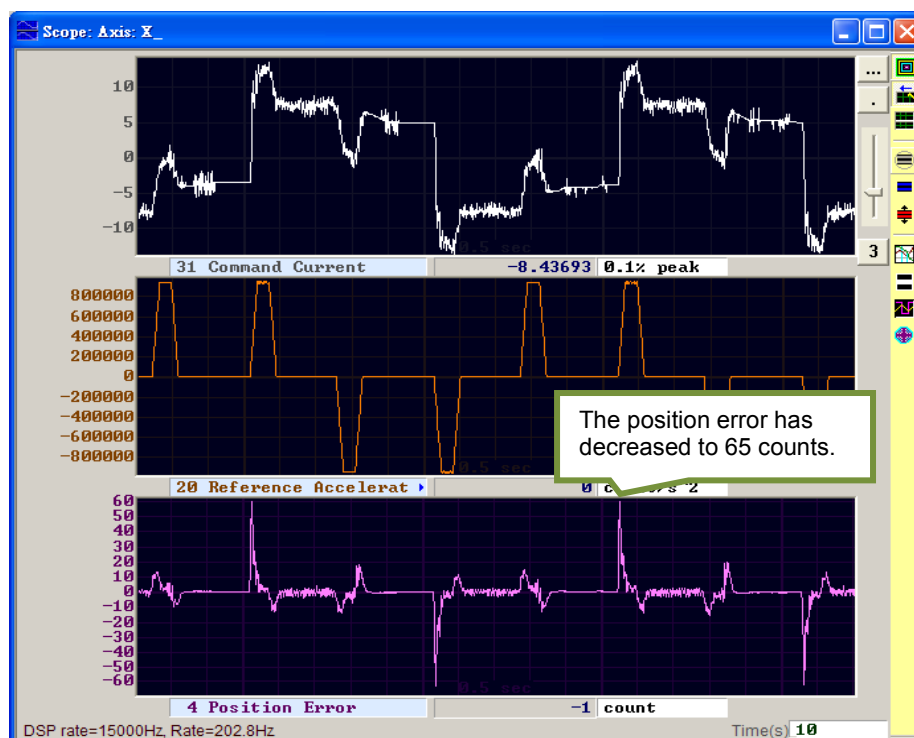 Scope: Axis: X_
...
.
3
10
5
0
-5
-10
0.5 sec
31 Command Current
-8.43693
0.1% peak
800000
600000
400000
200000
0
-200000
-400000
-600000
-800000
The position error has
decreased to 65 counts.
0.5 sec
20 Reference Accelerat
0
60
50
40
30
20
10
0
-10
-20
-30
-40
-50
-60
0.5 sec
4 Position Error
-1
count
DSP rate=15000Hz, Rate=202.8Hz
Time(s) 10